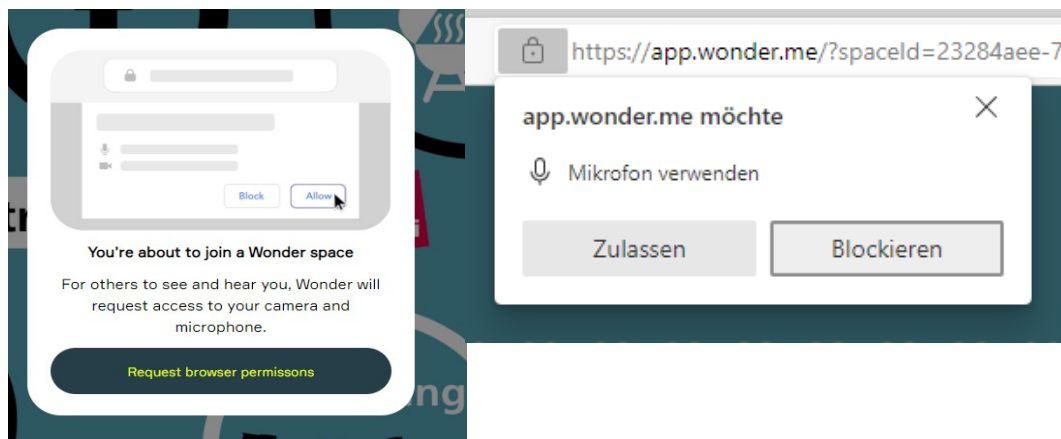 Block
Allow
You're about to join a Wonder space
For others to see and hear you, Wonder will
request access to your camera and
microphone.
Request browser permissons
ng
https://app.wonder.me/?spaceId=23284aee-7
app.wonder.me möchte
Mikrofon verwenden
Zulassen
Blockieren